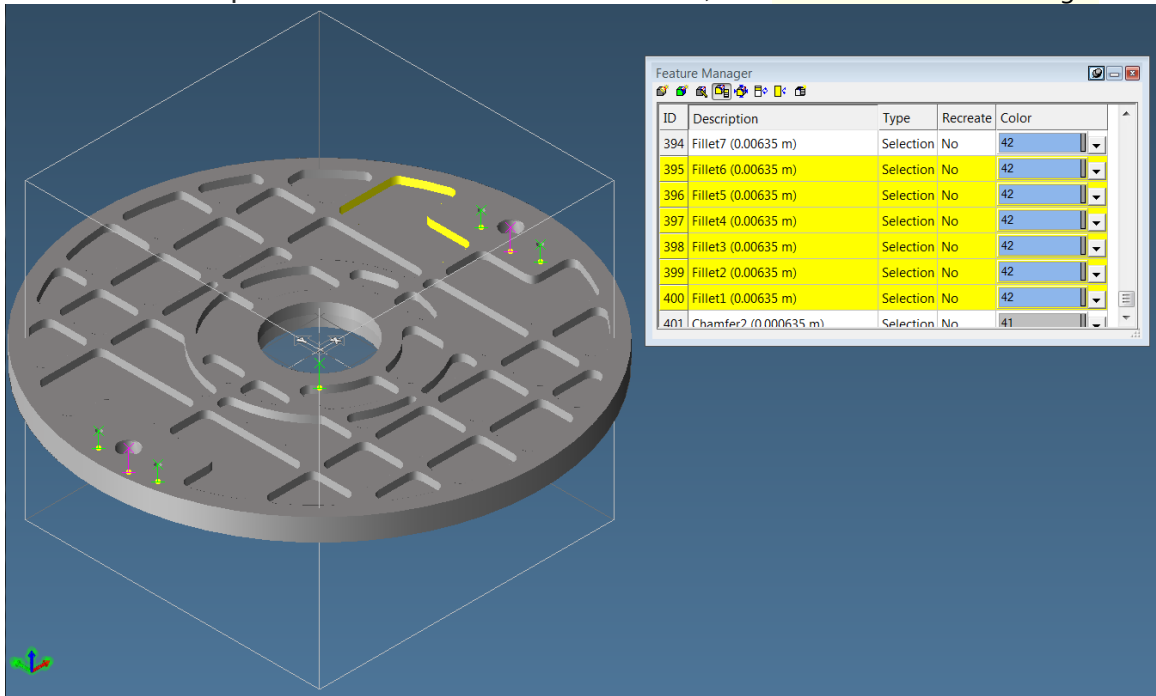 Feature Manager
ID Description Type Recreate Color
394 Fillet7 (0.00635 m) Selection No 42
395 Fillet6 (0.00635 m) Selection No 42
396 Fillet5 (0.00635 m) Selection No 42
397 Fillet4 (0.00635 m) Selection No 42
398 Fillet3 (0.00635 m) Selection No 42
399 Fillet2 (0.00635 m) Selection No 42
400 Fillet1 (0.00635 m) Selection No 42
401 Chamfer2 (0.000635 m) Selection No 41